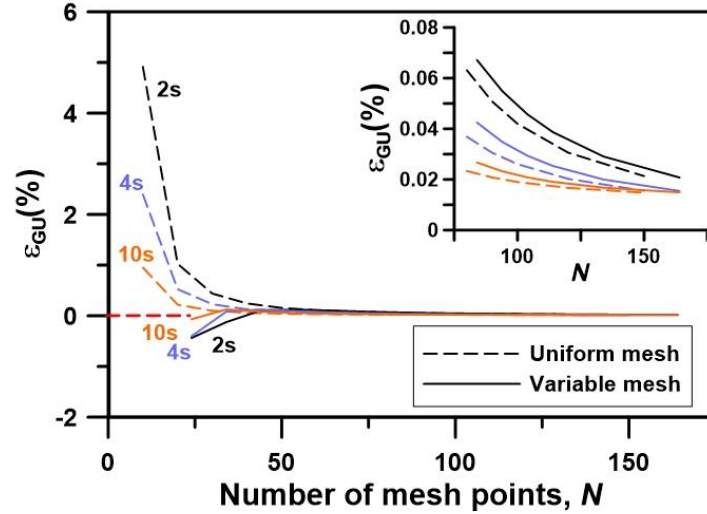 6
4
2
0
-2
ε_GU(%)
2s
4s
10s
10s
4s
2s
0.08
0.06
0.04
0.02
0
ε_GU(%)
100
150
N
Uniform mesh
Variable mesh
0
50
100
150
Number of mesh points, N